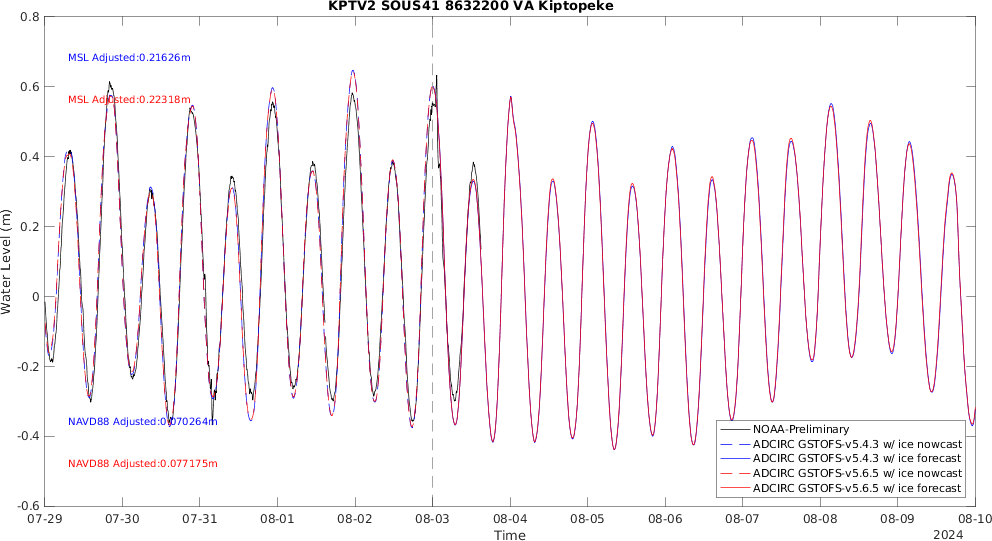 KPTV2 SOUS41 8632200 VA Kiptopeke
0.8
0.6
0.4
0.2
0
-0.2
-0.4
-0.6
Water Level (m)
MSL Adjusted:0.21626m
MSL Adjusted:0.22318m
NAVD88 Adjusted:0.070264m
NAVD88 Adjusted:0.077175m
NOAA-Preliminary
ADCIRC GSTOFS-v5.4.3 w/ ice nowcast
ADCIRC GSTOFS-v5.4.3 w/ ice forecast
ADCIRC GSTOFS-v5.6.5 w/ ice nowcast
ADCIRC GSTOFS-v5.6.5 w/ ice forecast
07-29 07-30 07-31 08-01 08-02 08-03 08-04 08-05 08-06 08-07 08-08 08-09 08-10
Time
2024